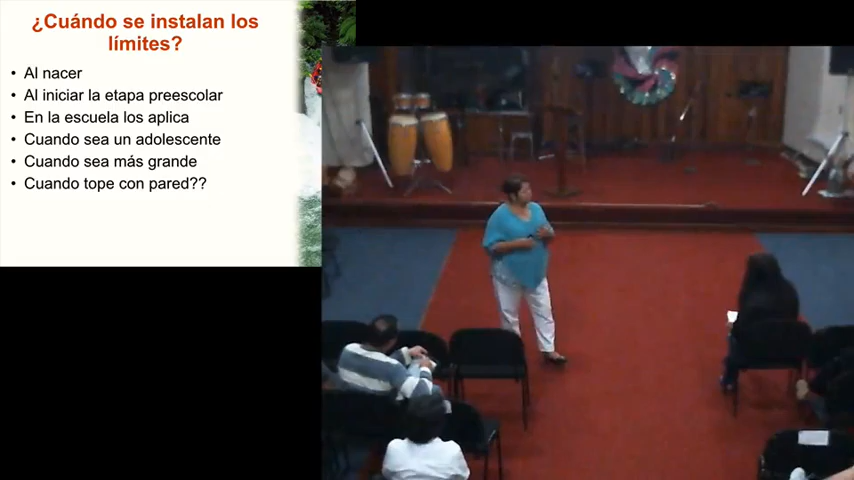 ¿Cuándo se instalan los
límites?
• Al nacer
• Al iniciar la etapa preescolar
• En la escuela los aplica
• Cuando sea un adolescente
• Cuando sea más grande
• Cuando tope con pared??